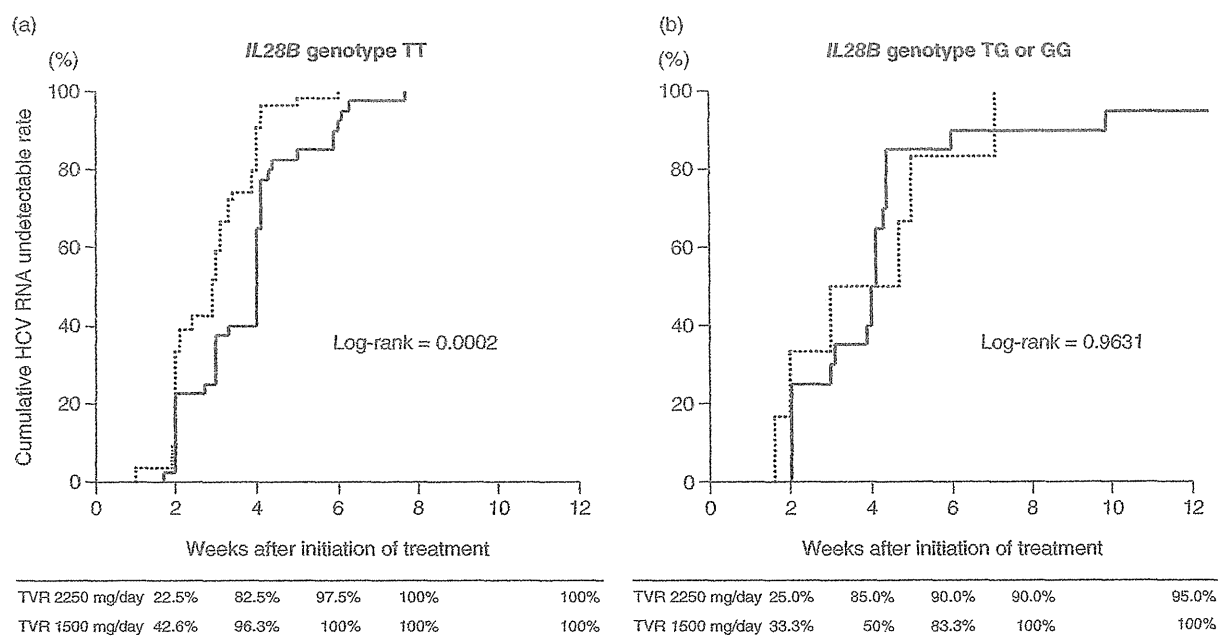 (a)
IL28B genotype TT
(%)
100
80
60
40
20
0
Cumulative HCV RNA undetectable rate
Log-rank = 0.0002
0 2 4 6 8 10 12
Weeks after initiation of treatment
TVR 2250 mg/day 22.5% 82.5% 97.5% 100% 100%
TVR 1500 mg/day 42.6% 96.3% 100% 100% 100%
(b)
IL28B genotype TG or GG
(%)
100
80
60
40
20
0
Log-rank = 0.9631
0 2 4 6 8 10 12
Weeks after initiation of treatment
TVR 2250 mg/day 25.0% 85.0% 90.0% 90.0% 95.0%
TVR 1500 mg/day 33.3% 50% 83.3% 100% 100%